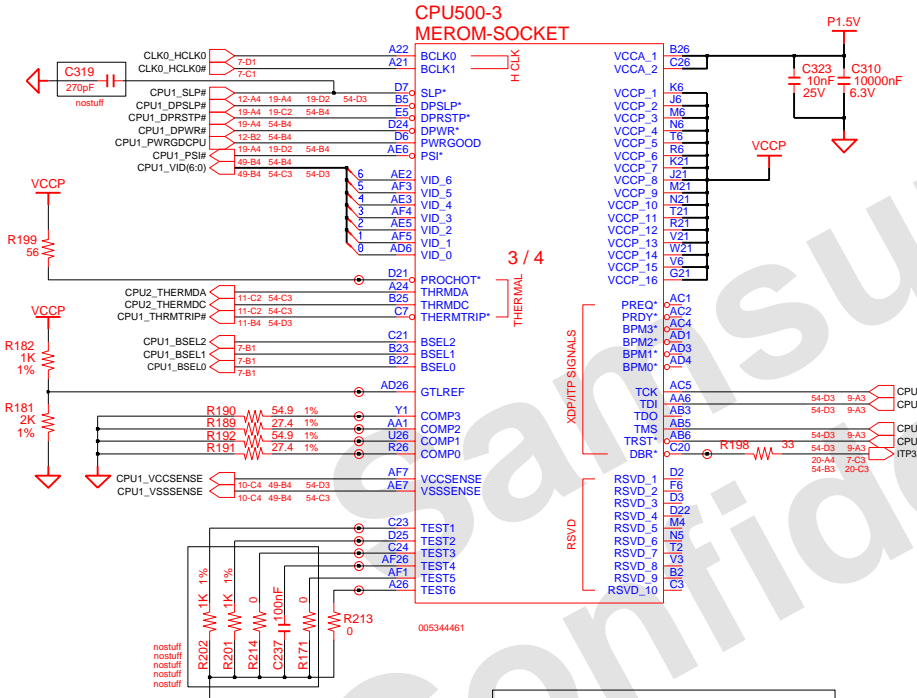 CPU500-3
MEROM-SOCKET
P1.5V
CLK0_HCLK0
CLK0_HCLK0#
7-D1
7-C1
A22
A21
BCLK0
BCLK1
H CLK
VCCA_1
VCCA_2
B26
C26
C319
270pF
nostuff
C323
10nF
25V
C310
10000nF
6.3V
CPU1_SLP#
12-A4 19-A4 19-D2 54-D3
D7
SLP*
CPU1_DPSLP#
19-A4 19-C2 54-B4
B5
DPSLP*
CPU1_DPRSTP#
19-A4 54-B4
E5
DPRSTP*
CPU1_DPWR#
12-B2 54-B4
D24
DPWR*
CPU1_PWRGDCPU
19-A4 19-D2 54-B4
D6
PWRGOOD
CPU1_PSI#
49-B4 54-B4
AE6
PSI*
CPU1_VID(6:0)
49-B4 54-C3 54-D3
6 AE2 VID_6
5 AF3 VID_5
4 AE3 VID_4
3 AF4 VID_3
2 AE5 VID_2
1 AF5 VID_1
0 AD6 VID_0
VCCP_1 K6
VCCP_2 J6
VCCP_3 M6
VCCP_4 N6
VCCP_5 T6
VCCP_6 R6
VCCP_7 K21
VCCP_8 J21
VCCP_9 M21
VCCP_10 N21
VCCP_11 T21
VCCP_12 R21
VCCP_13 V21
VCCP_14 W21
VCCP_15 V6
VCCP_16 G21
VCCP
VCCP
R199
56
3 / 4
D21
PROCHOT*
CPU2_THERMDA
11-C2 54-C3
A24
THRMDA
CPU2_THERMDC
11-C2 54-C3
B25
THRMDC
CPU1_THRMTRIP#
11-B4 54-D3
C7
THERMTRIP*
THERMAL
VCCP
R182
1K
1%
R181
2K
1%
CPU1_BSEL2
7-B1
C21
BSEL2
CPU1_BSEL1
7-B1
B23
BSEL1
CPU1_BSEL0
7-B1
B22
BSEL0
AD26
GTLREF
R190 54.9 1% Y1 COMP3
R189 27.4 1% AA1 COMP2
R192 54.9 1% U26 COMP1
R191 27.4 1% R26 COMP0
PREQ* AC1
PRDY* AC2
BPM3* AC4
BPM2* AD1
BPM1* AD3
BPM0* AD4
XDP/ITP SIGNALS
TCK AC5
54-D3 9-A3
CPU
TDI AA6
54-D3 9-A3
CPU
TDO AB3
TMS AB5
54-D3 9-A3
CPU
TRST* AB6
54-D3 9-A3
CPU
DBR* C20
R198
33
20-A4 7-C3
54-B3 20-C3
ITP3
CPU1_VCCSENSE
10-C4 49-B4 54-D3
AF7
VCCSENSE
CPU1_VSSSENSE
10-C4 49-B4 54-C3
AE7
VSSSENSE
RSVD_1 D2
RSVD_2 F6
RSVD_3 D3
RSVD_4 D22
RSVD_5 M4
RSVD_6 N5
RSVD_7 T2
RSVD_8 V3
RSVD_9 B2
RSVD_10 C3
RSVD
C23 TEST1
D25 TEST2
C24 TEST3
AF26 TEST4
AF1 TEST5
A26 TEST6
R202 1K 1%
R201 1K 1%
R214 0
C237 100nF
R171 0
R213
0
nostuff
nostuff
nostuff
nostuff
nostuff
005344461
Samsu
Confide